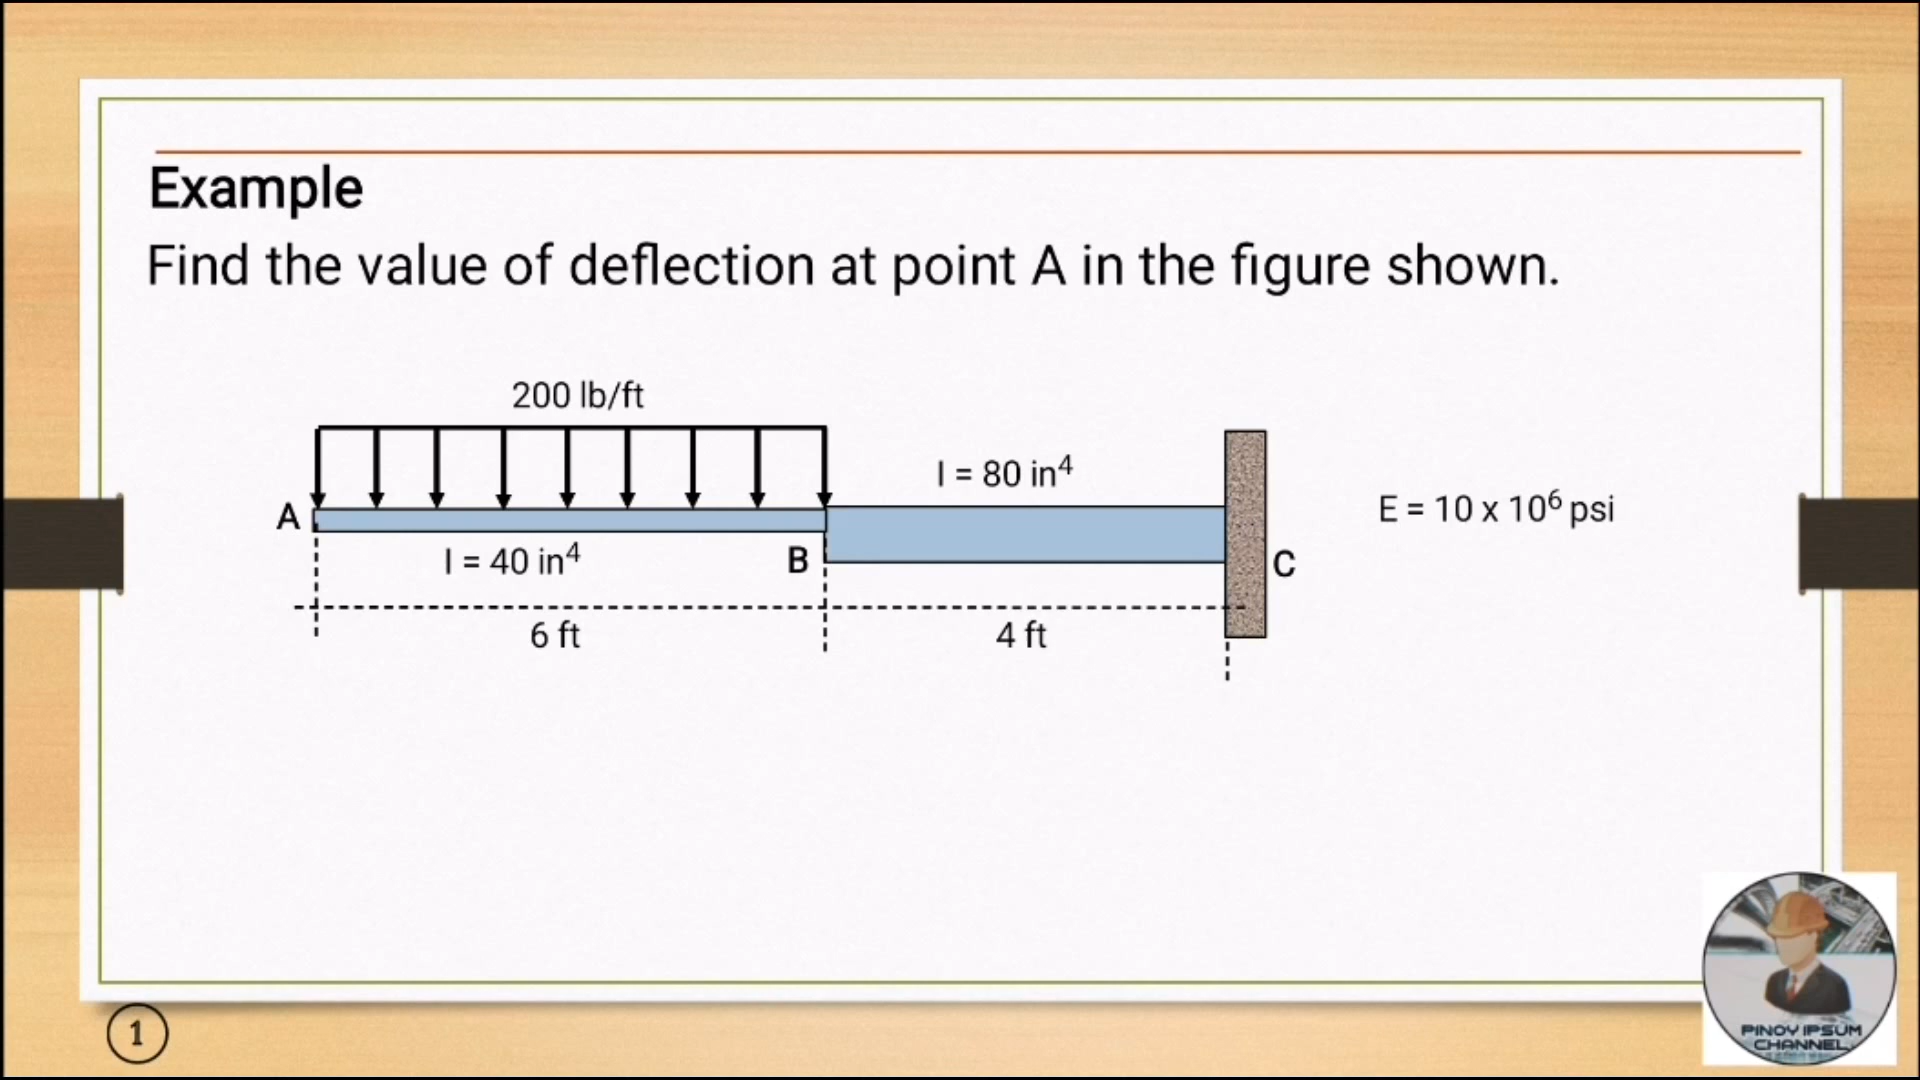 Example
Find the value of deflection at point A in the figure shown.
200 lb/ft
I = 80 in⁴
E = 10 x 10⁶ psi
A
I = 40 in⁴
B
C
6 ft
4 ft
1
PINOY IPSUM
CHANNEL